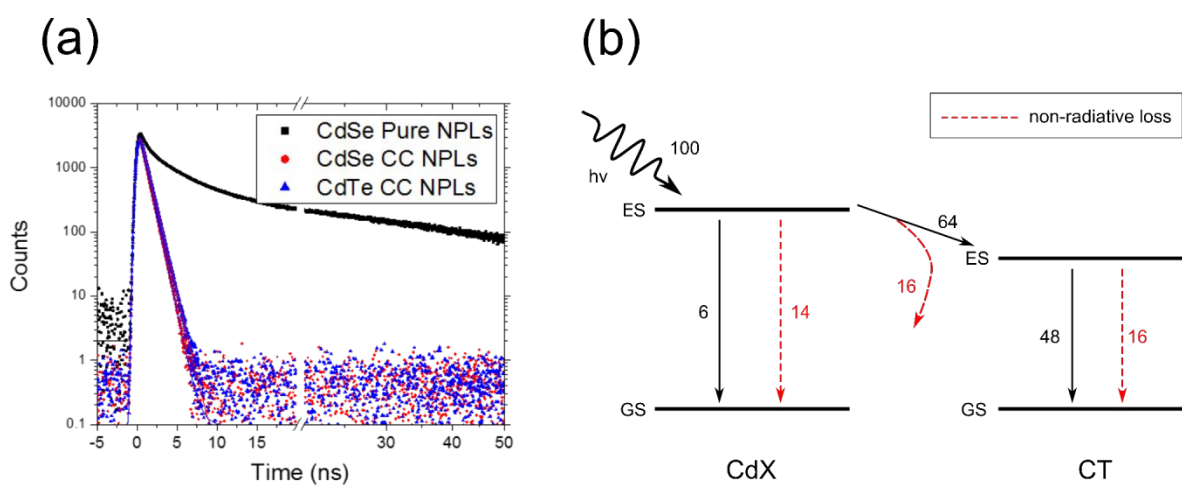 (a)
10000
1000
100
10
1
0.1
Counts
-5 0 5 10 15 30 40 50
Time (ns)
CdSe Pure NPLs
CdSe CC NPLs
CdTe CC NPLs
(b)
non-radiative loss
100
hv
ES
64
ES
16
6
14
48
16
GS
GS
CdX
CT